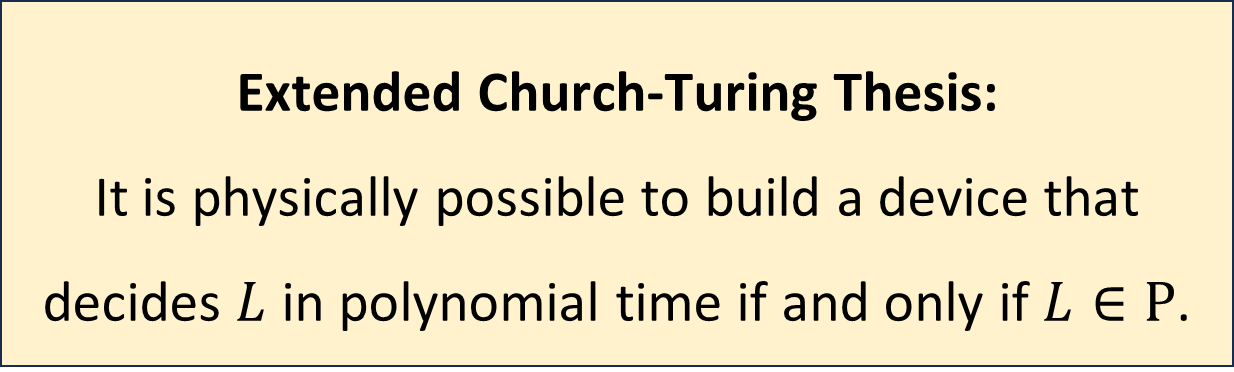 Extended Church-Turing Thesis:
It is physically possible to build a device that
decides 𝐿 in polynomial time if and only if 𝐿 ∈ P.